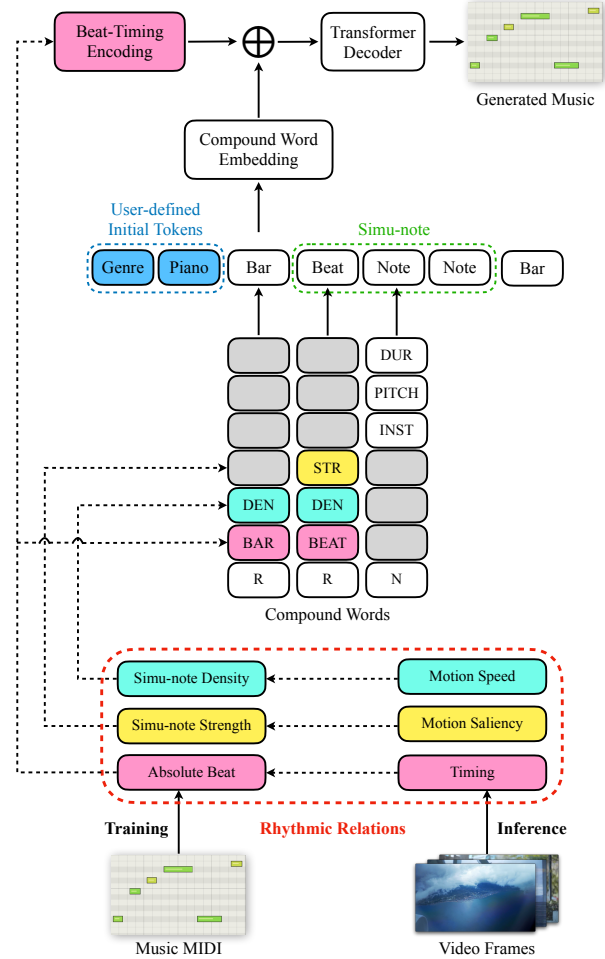 Beat-Timing
Encoding
Transformer
Decoder
Generated Music
Compound Word
Embedding
User-defined
Initial Tokens
Simu-note
Genre
Piano
Bar
Beat
Note
Note
Bar
DUR
PITCH
INST
STR
DEN
DEN
BAR
BEAT
R
R
N
Compound Words
Simu-note Density
Motion Speed
Simu-note Strength
Motion Saliency
Absolute Beat
Timing
Training
Rhythmic Relations
Inference
Music MIDI
Video Frames